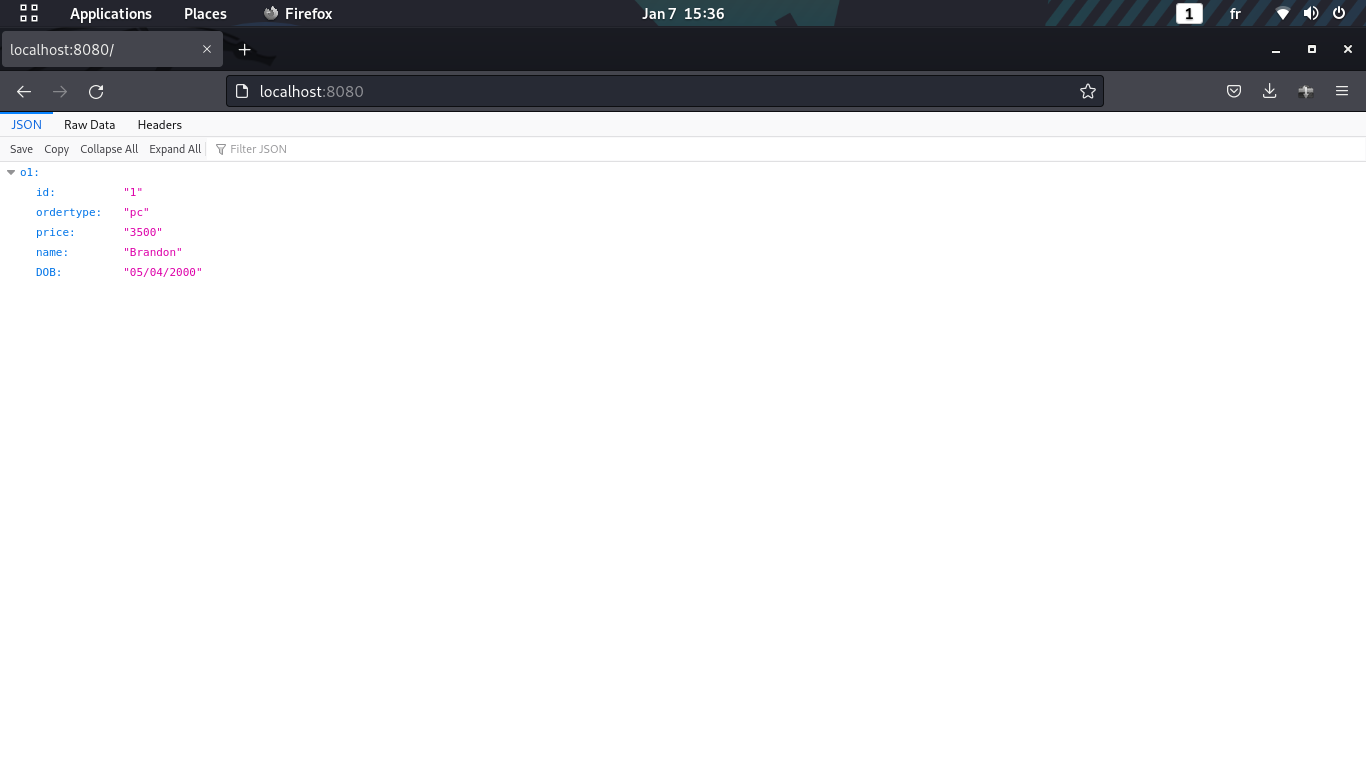 Applications Places Firefox Jan 7 15:36 1 fr
localhost:8080/
localhost:8080
JSON Raw Data Headers
Save Copy Collapse All Expand All Filter JSON
o1:
id: "1"
ordertype: "pc"
price: "3500"
name: "Brandon"
DOB: "05/04/2000"